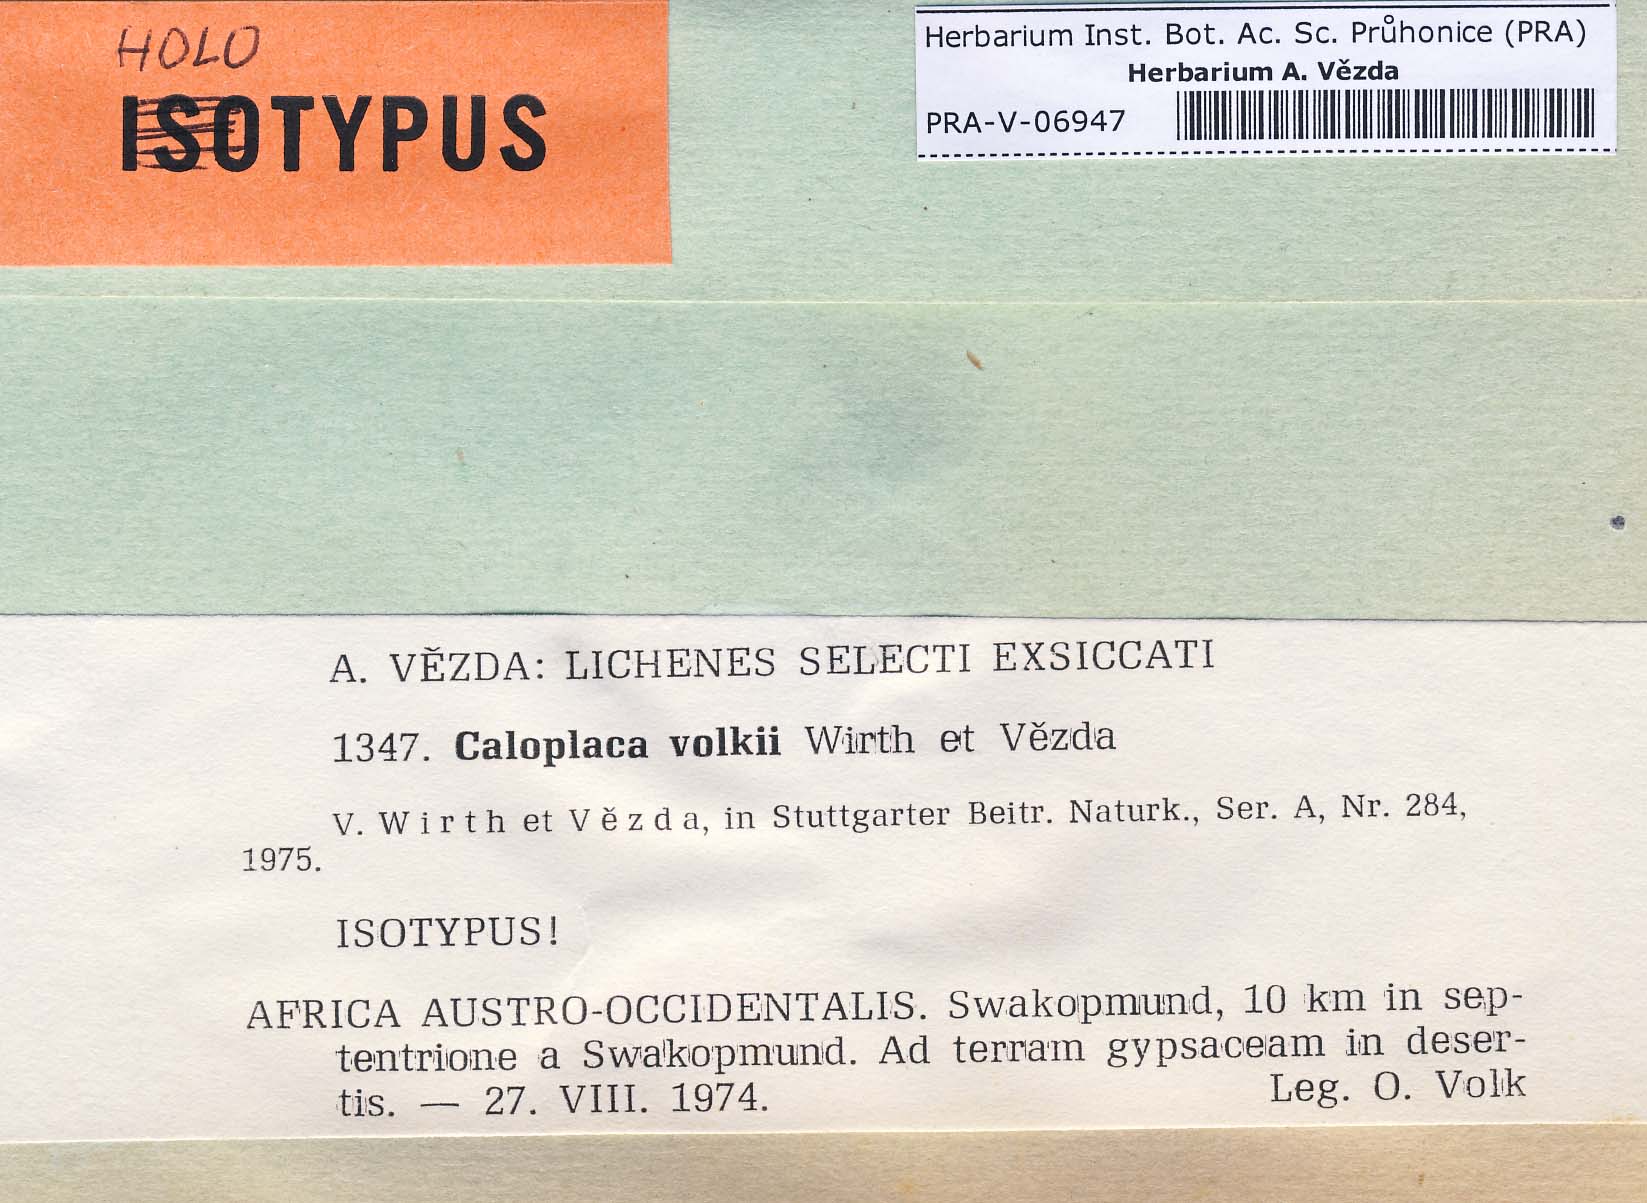 HOLO
ISOTYPUS
Herbarium Inst. Bot. Ac. Sc. Průhonice (PRA)
Herbarium A. Vězda
PRA-V-06947
A. VĚZDA: LICHENES SELECTI EXSICCATI
1347. Caloplaca volkii Wirth et Vězda
V. Wirth et Vězda, in Stuttgarter Beitr. Naturk., Ser. A, Nr. 284,
1975.
ISOTYPUS!
AFRICA AUSTRO-OCCIDENTALIS. Swakopmund, 10 km in sep-
tentrione a Swakopmund. Ad terram gypsaceam in deser-
tis. — 27. VIII. 1974. Leg. O. Volk